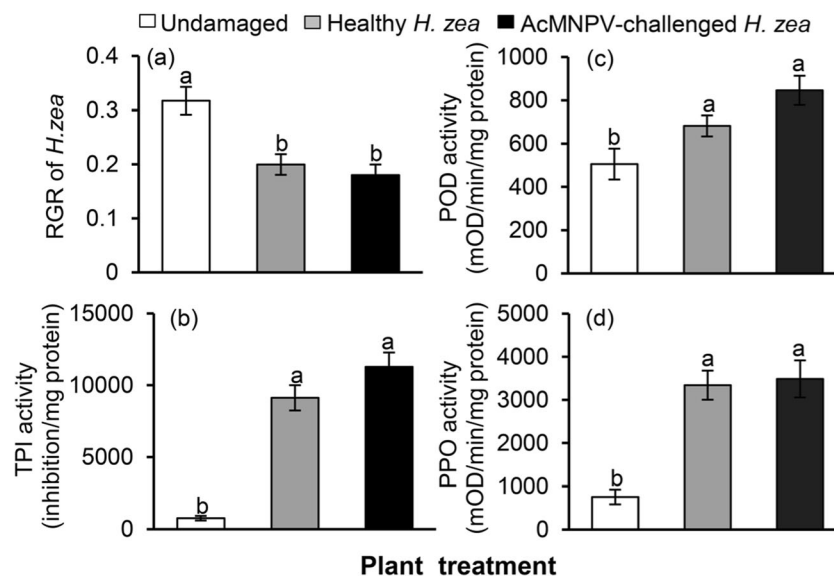 Undamaged Healthy H. zea AcMNPV-challenged H. zea
(a)
RGR of H.zea
0.4
0.3
0.2
0.1
0
a
b
b
(c)
POD activity
(mOD/min/mg protein)
1000
800
600
400
200
0
b
a
a
(b)
TPI activity
(inhibition/mg protein)
15000
10000
5000
0
b
a
a
(d)
PPO activity
(mOD/min/mg protein)
5000
4000
3000
2000
1000
0
b
a
a
Plant treatment